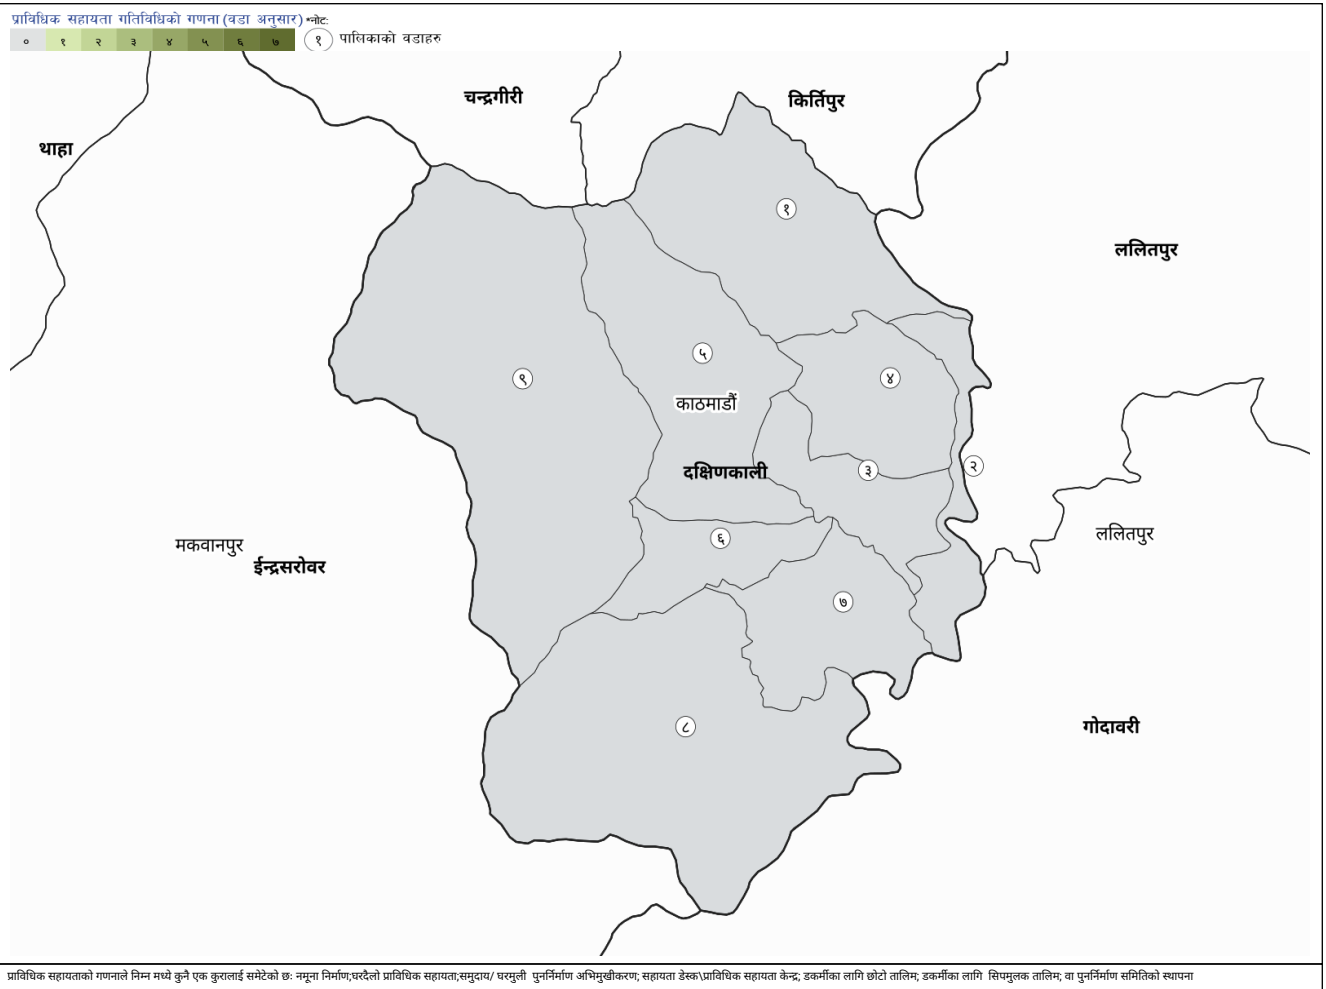 प्राविधिक सहायता गतिविधिको गणना (वडा अनुसार) *नोट:
० १ २ ३ ४ ५ ६ ७ १ पालिकाको वडाहरु
चन्द्रगीरी
किर्तिपुर
थाहा
१
ललितपुर
५
९
४
काठमाडौं
२
३
दक्षिणकाली
ललितपुर
६
मकवानपुर
ईन्द्रसरोवर
७
८
गोदावरी
प्राविधिक सहायताको गणनाले निम्न मध्ये कुनै एक कुरालाई समेटेको छः नमूना निर्माण;घरदैलो प्राविधिक सहायता;समुदाय/ घरमुली पुनर्निर्माण अभिमुखीकरण; सहायता डेस्क\प्राविधिक सहायता केन्द्र; डकर्मीका लागि छोटो तालिम; डकर्मीका लागि सिपमुलक तालिम; वा पुनर्निर्माण समितिको स्थापना